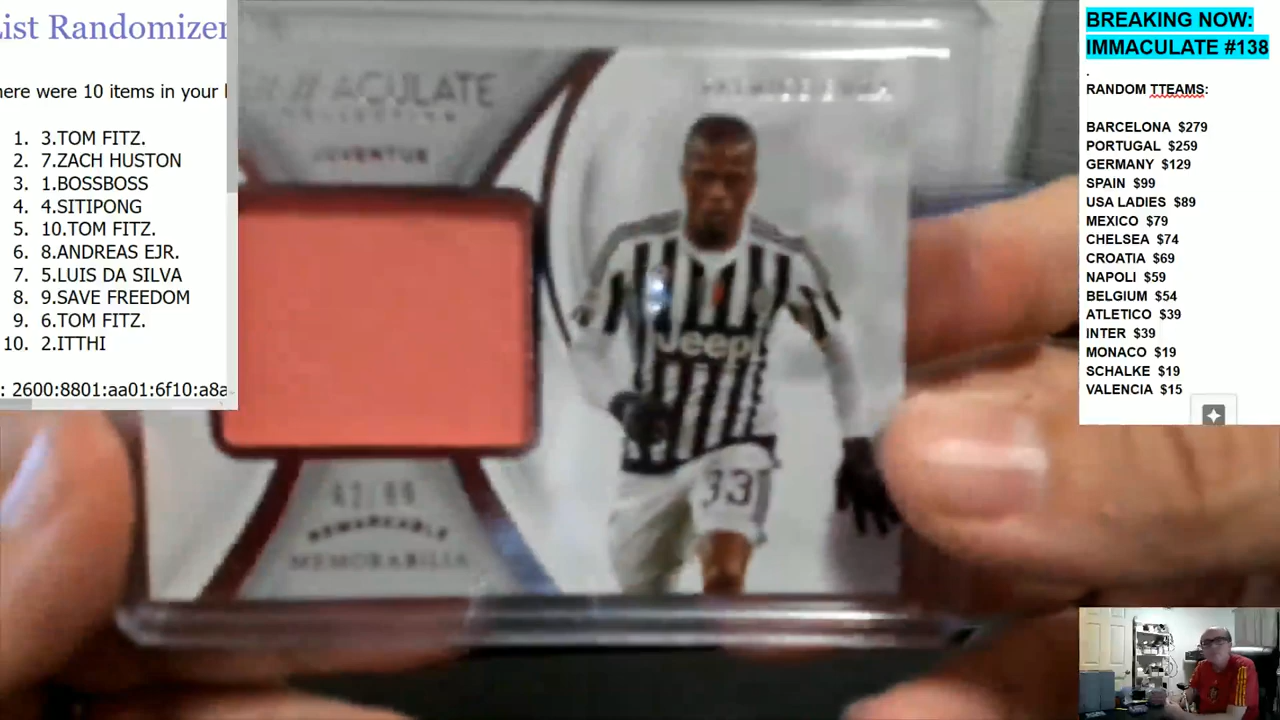 List Randomizer
here were 10 items in your l
1. 3.TOM FITZ.
2. 7.ZACH HUSTON
3. 1.BOSSBOSS
4. 4.SITIPONG
5. 10.TOM FITZ.
6. 8.ANDREAS EJR.
7. 5.LUIS DA SILVA
8. 9.SAVE FREEDOM
9. 6.TOM FITZ.
10. 2.ITTHI
: 2600:8801:aa01:6f10:a8a
ACULATE
COLLECTION
JUVENTUS
REMARKABLE
MEMORABILIA
Jeep
33
BREAKING NOW:
IMMACULATE #138
.
RANDOM TTEAMS:
BARCELONA $279
PORTUGAL $259
GERMANY $129
SPAIN $99
USA LADIES $89
MEXICO $79
CHELSEA $74
CROATIA $69
NAPOLI $59
BELGIUM $54
ATLETICO $39
INTER $39
MONACO $19
SCHALKE $19
VALENCIA $15